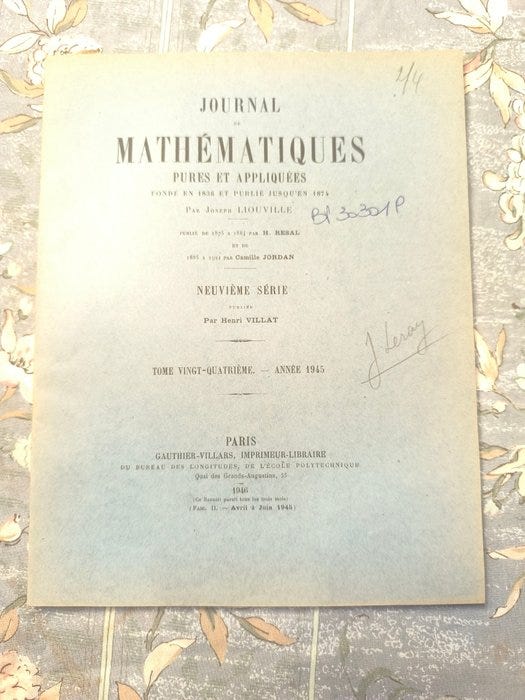 4/4
JOURNAL
DE
MATHÉMATIQUES
PURES ET APPLIQUÉES
FONDÉ EN 1836 ET PUBLIÉ JUSQU'EN 1874
Par Joseph LIOUVILLE
PUBLIÉ DE 1875 A 1884 PAR H. RESAL
ET DE
1885 A 1921 PAR Camille JORDAN
NEUVIÈME SÉRIE
PUBLIÉE
Par Henri VILLAT
J Leray
TOME VINGT-QUATRIÈME. — ANNÉE 1945
PARIS
GAUTHIER-VILLARS, IMPRIMEUR-LIBRAIRE
DU BUREAU DES LONGITUDES, DE L'ÉCOLE POLYTECHNIQUE
Quai des Grands-Augustins, 55
1946
(Ce Recueil paraît tous les trois mois)
(Fasc. II. — Avril à Juin 1945)